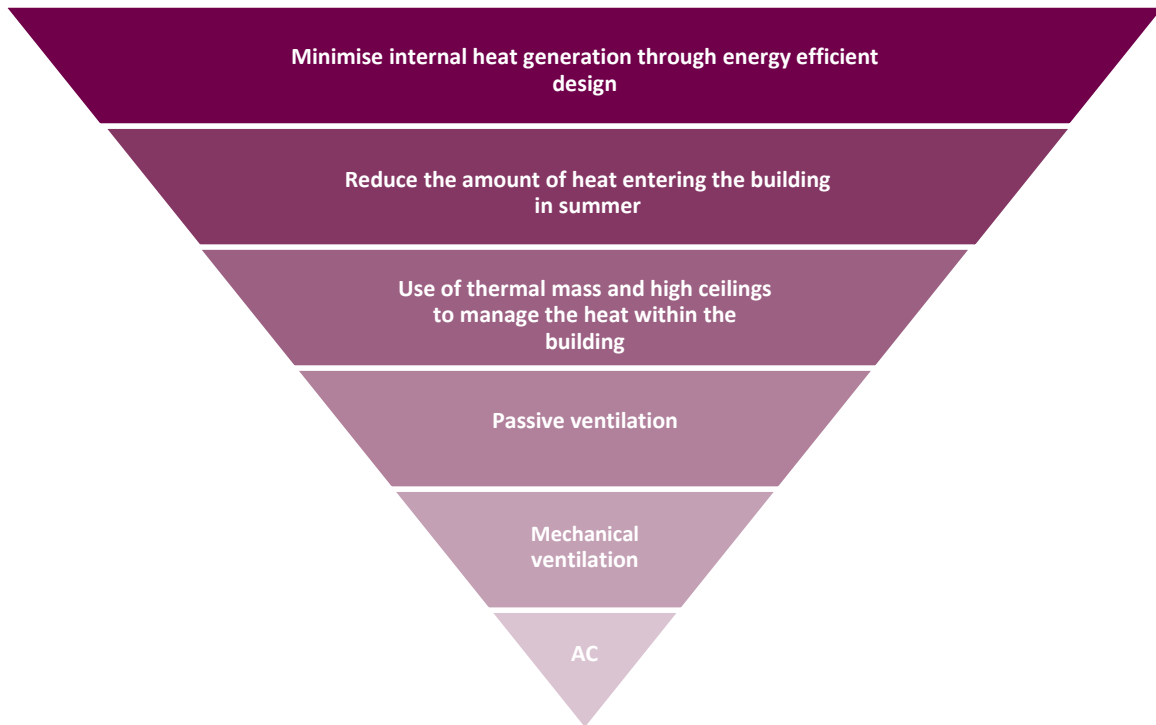 Minimise internal heat generation through energy efficient
design
Reduce the amount of heat entering the building
in summer
Use of thermal mass and high ceilings
to manage the heat within the
building
Passive ventilation
Mechanical
ventilation
AC